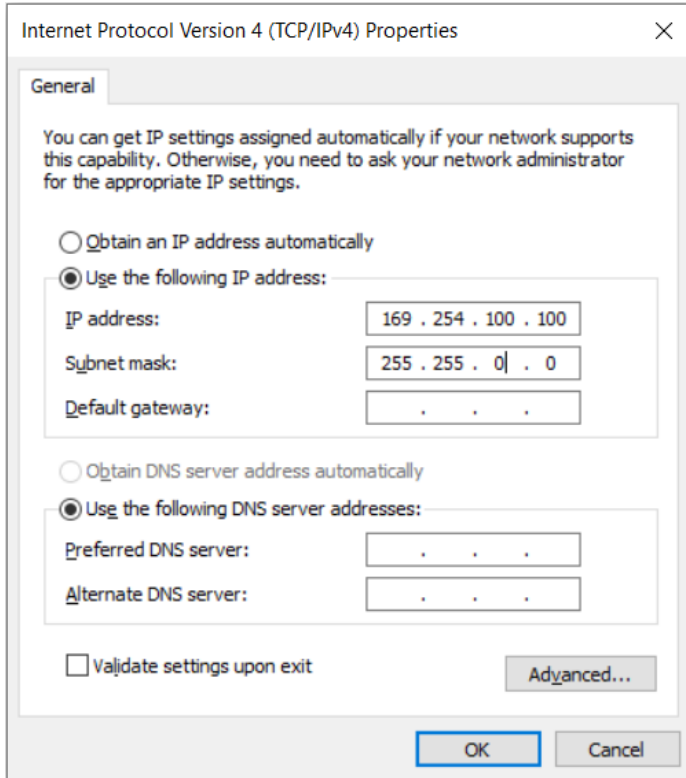 Internet Protocol Version 4 (TCP/IPv4) Properties
General
You can get IP settings assigned automatically if your network supports
this capability. Otherwise, you need to ask your network administrator
for the appropriate IP settings.
Obtain an IP address automatically
Use the following IP address:
IP address: 169 . 254 . 100 . 100
Subnet mask: 255 . 255 . 0 . 0
Default gateway: . . .
Obtain DNS server address automatically
Use the following DNS server addresses:
Preferred DNS server: . . .
Alternate DNS server: . . .
Validate settings upon exit
Advanced...
OK Cancel